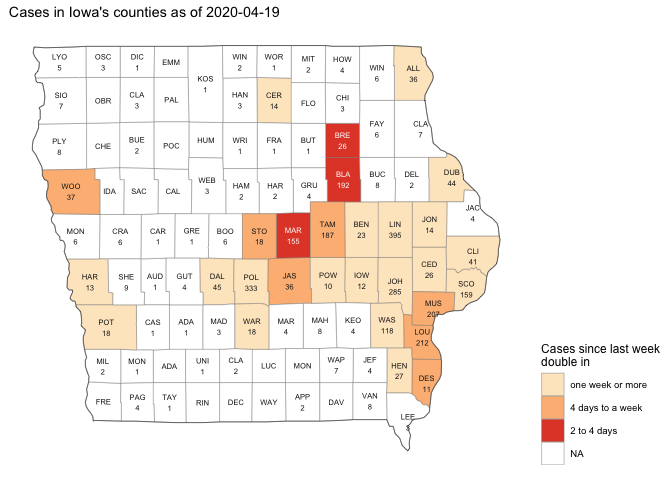 Cases in Iowa's counties as of 2020-04-19
LYO
5
OSC
3
DIC
1
EMM
KOS
1
WIN
2
WOR
1
MIT
2
HOW
4
WIN
6
ALL
36
SIO
7
OBR
CLA
3
PAL
HAN
3
CER
14
FLO
CHI
3
FAY
6
CLA
7
PLY
8
CHE
BUE
2
POC
HUM
WRI
1
FRA
1
BUT
1
BRE
26
WOO
37
IDA
SAC
CAL
WEB
3
HAM
2
HAR
2
GRU
4
BLA
192
BUC
8
DEL
2
DUB
44
JAC
4
MON
6
CRA
6
CAR
1
GRE
1
BOO
6
STO
18
MAR
155
TAM
187
BEN
23
LIN
395
JON
14
CLI
41
CED
26
HAR
13
SHE
9
AUD
1
GUT
4
DAL
45
POL
333
JAS
36
POW
10
IOW
12
JOH
285
SCO
159
MUS
207
POT
18
CAS
1
ADA
1
MAD
3
WAR
18
MAR
4
MAH
8
KEO
4
WAS
118
LOU
212
MIL
2
MON
1
ADA
UNI
1
CLA
2
LUC
MON
WAP
7
JEF
4
HEN
27
DES
11
FRE
PAG
4
TAY
1
RIN
DEC
WAY
APP
2
DAV
VAN
8
LEE
3
Cases since last week
double in
one week or more
4 days to a week
2 to 4 days
NA